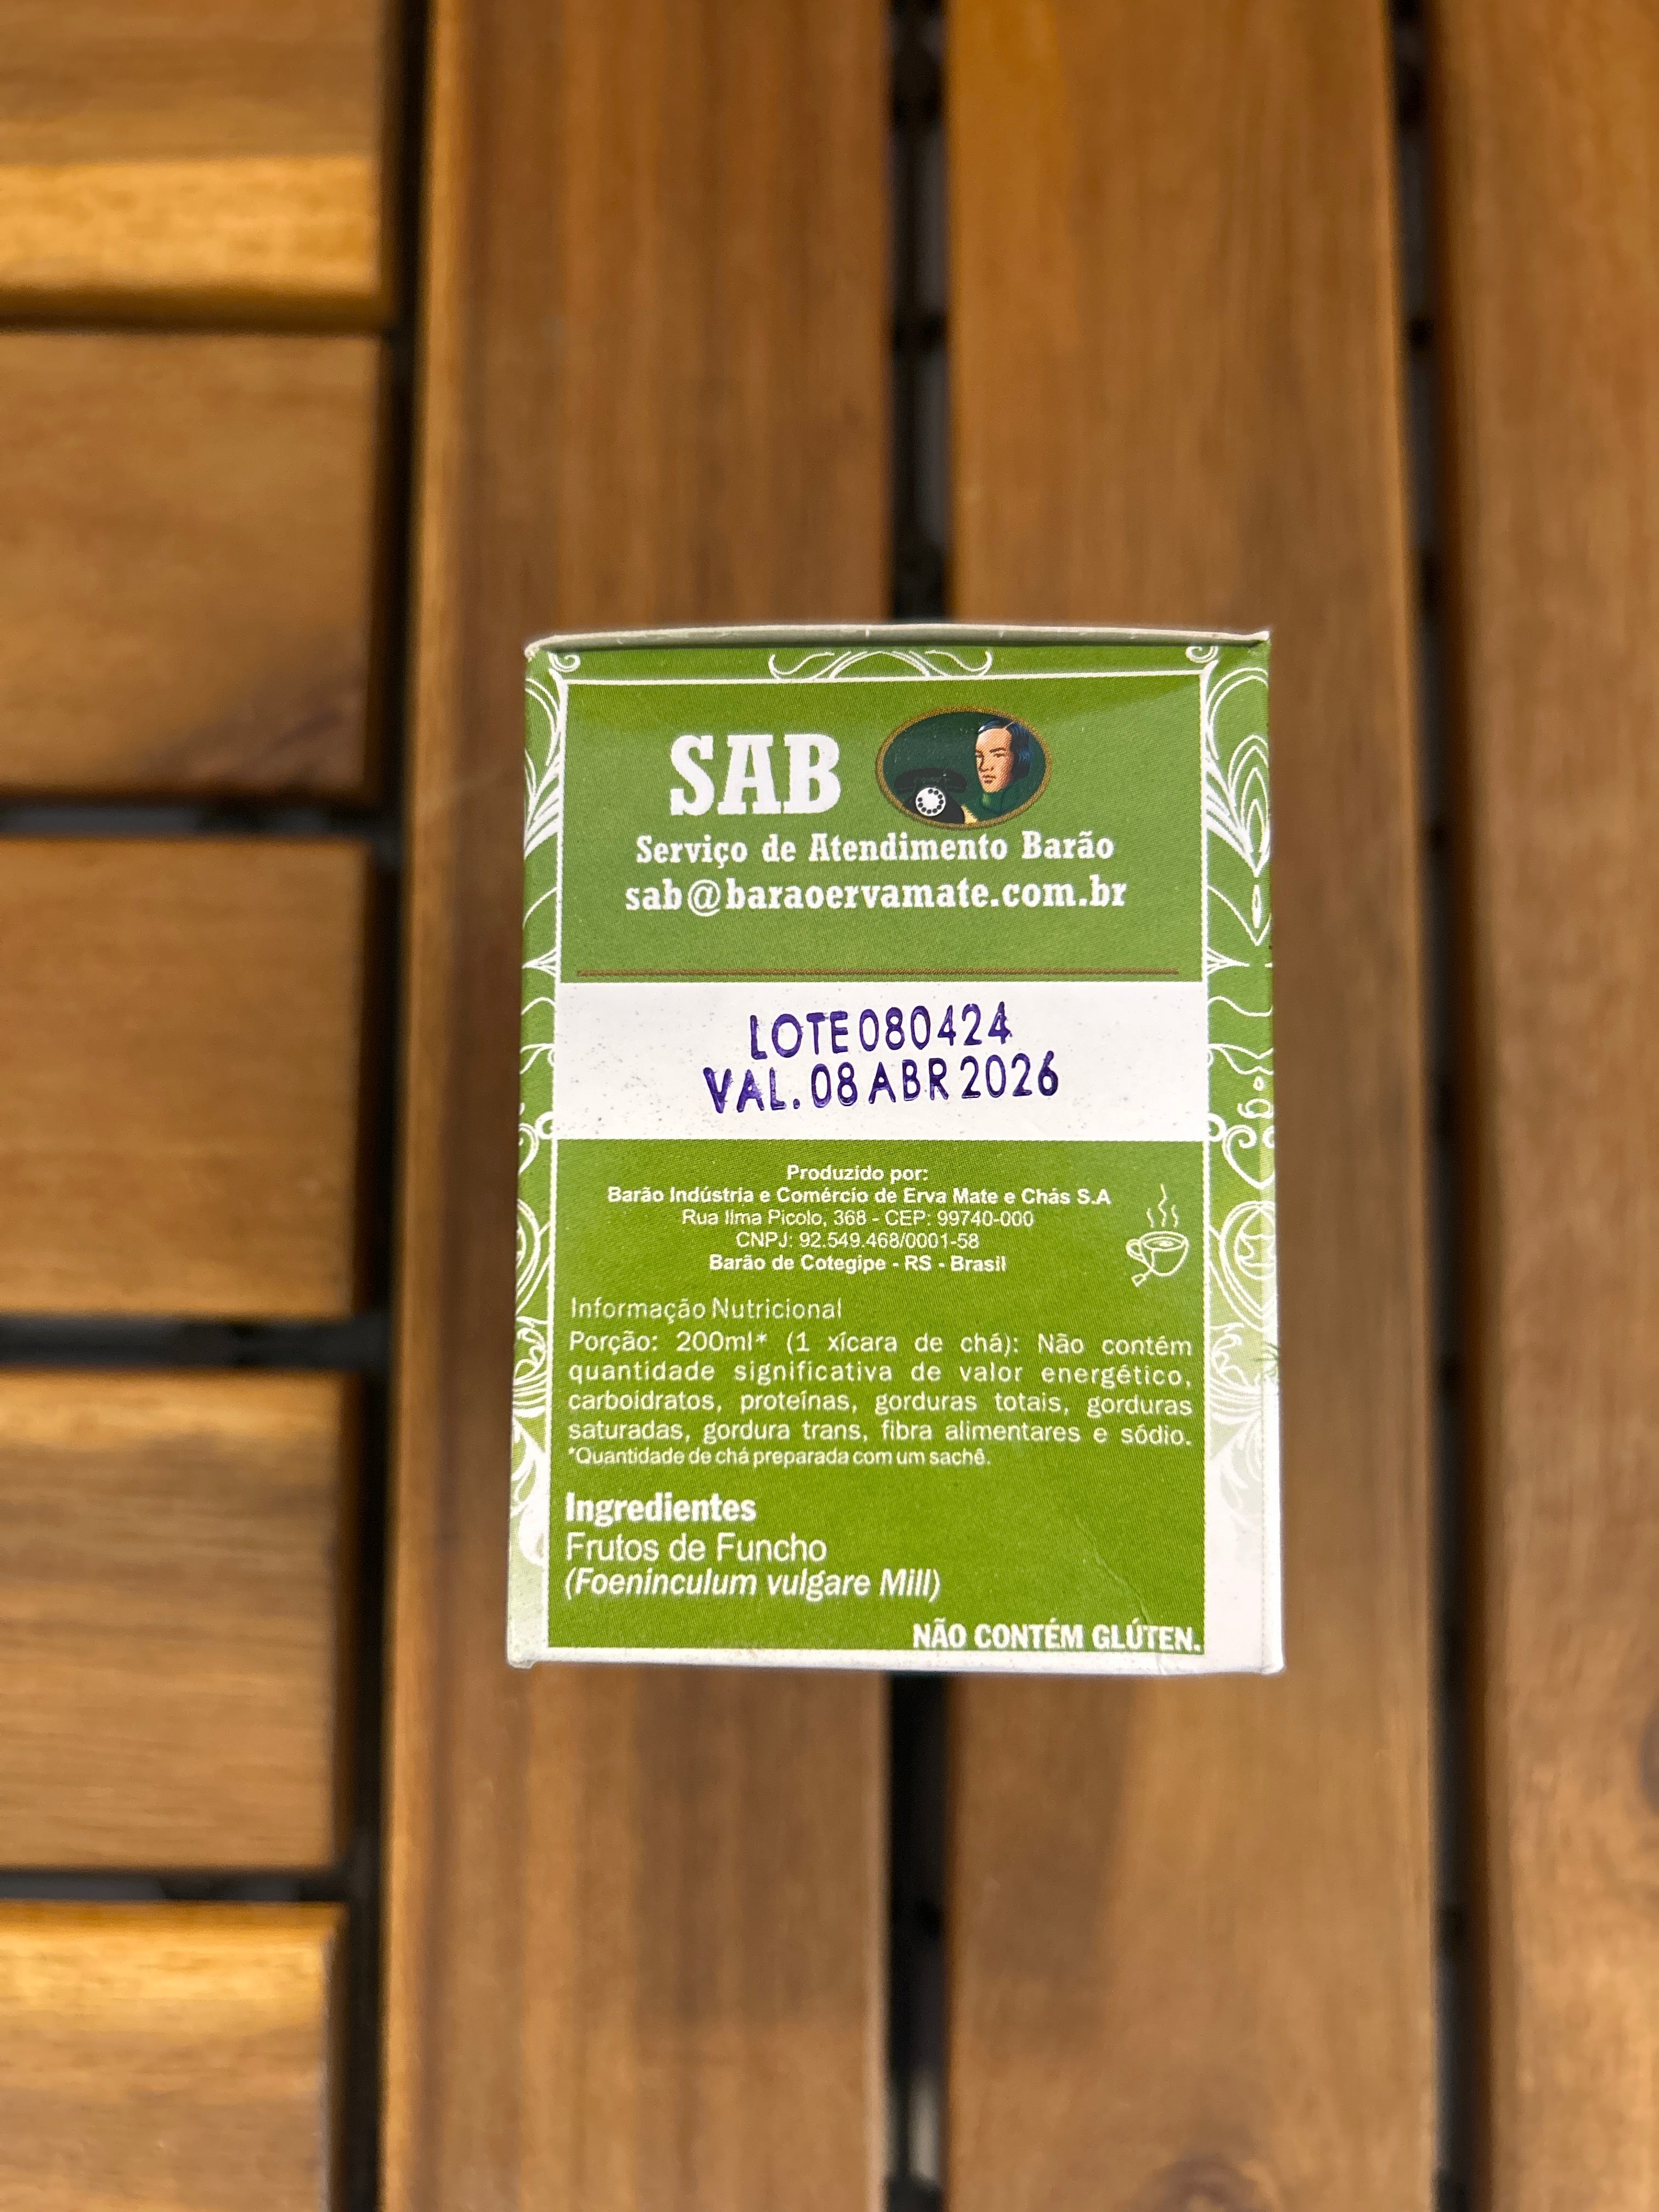 SAB
Serviço de Atendimento Barão
sab@baraoervamate.com.br
LOTE080424
VAL. 08 ABR 2026
Produzido por:
Barão Indústria e Comércio de Erva Mate e Chás S.A
Rua Ilma Picolo, 368 - CEP: 99740-000
CNPJ: 92.549.468/0001-58
Barão de Cotegipe - RS - Brasil
Informação Nutricional
Porção: 200ml* (1 xícara de chá): Não contém
quantidade significativa de valor energético,
carboidratos, proteínas, gorduras totais, gorduras
saturadas, gordura trans, fibra alimentares e sódio.
*Quantidade de chá preparada com um sachê.
Ingredientes
Frutos de Funcho
(Foeninculum vulgare Mill)
NÃO CONTÉM GLÚTEN.